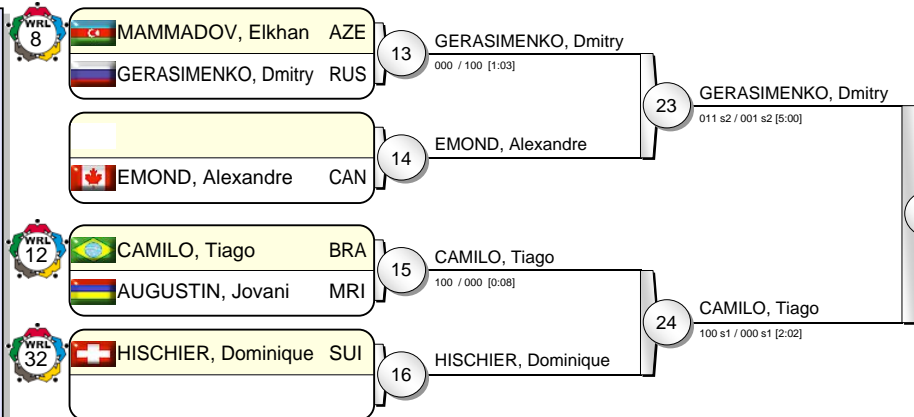 WRL
8
MAMMADOV, Elkhan AZE
GERASIMENKO, Dmitry RUS
13
GERASIMENKO, Dmitry
000 / 100 [1:03]
EMOND, Alexandre CAN
14
EMOND, Alexandre
23
GERASIMENKO, Dmitry
011 s2 / 001 s2 [5:00]
WRL
12
CAMILO, Tiago BRA
AUGUSTIN, Jovani MRI
15
CAMILO, Tiago
100 / 000 [0:08]
WRL
32
HISCHIER, Dominique SUI
16
HISCHIER, Dominique
24
CAMILO, Tiago
100 s1 / 000 s1 [2:02]